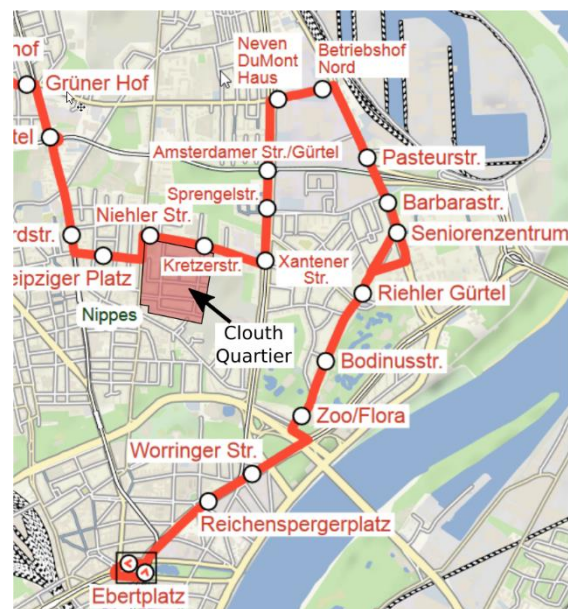 hof
Grüner Hof
Neven
DuMont
Haus
Betriebshof
Nord
tel
Amsterdamer Str./Gürtel
Pasteurstr.
Sprengelstr.
Barbarastr.
Niehler Str.
rdstr.
Seniorenzentrum
Kretzerstr.
Xantener
Str.
eipziger Platz
Riehler Gürtel
Nippes
Clouth
Quartier
Bodinusstr.
Zoo/Flora
Worringer Str.
Reichenspergerplatz
Ebertplatz